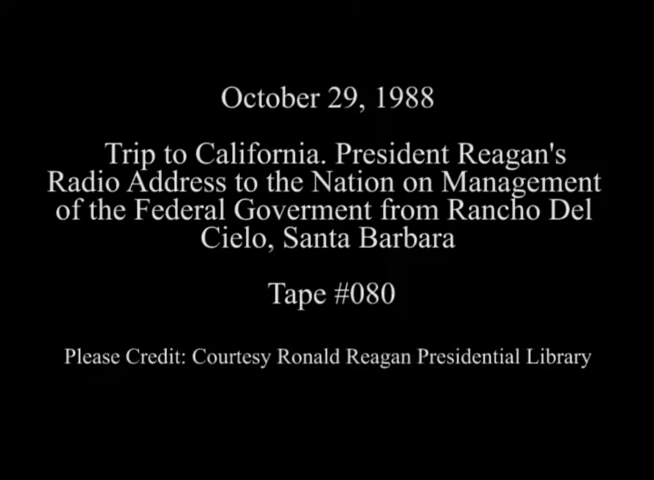 October 29, 1988
Trip to California. President Reagan's
Radio Address to the Nation on Management
of the Federal Goverment from Rancho Del
Cielo, Santa Barbara
Tape #080
Please Credit: Courtesy Ronald Reagan Presidential Library